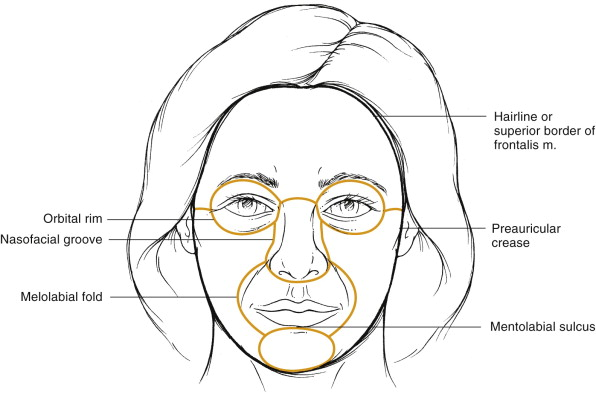 Hairline or
superior border of
frontalis m.
Orbital rim
Nasofacial groove
Preauricular
crease
Melolabial fold
Mentolabial sulcus